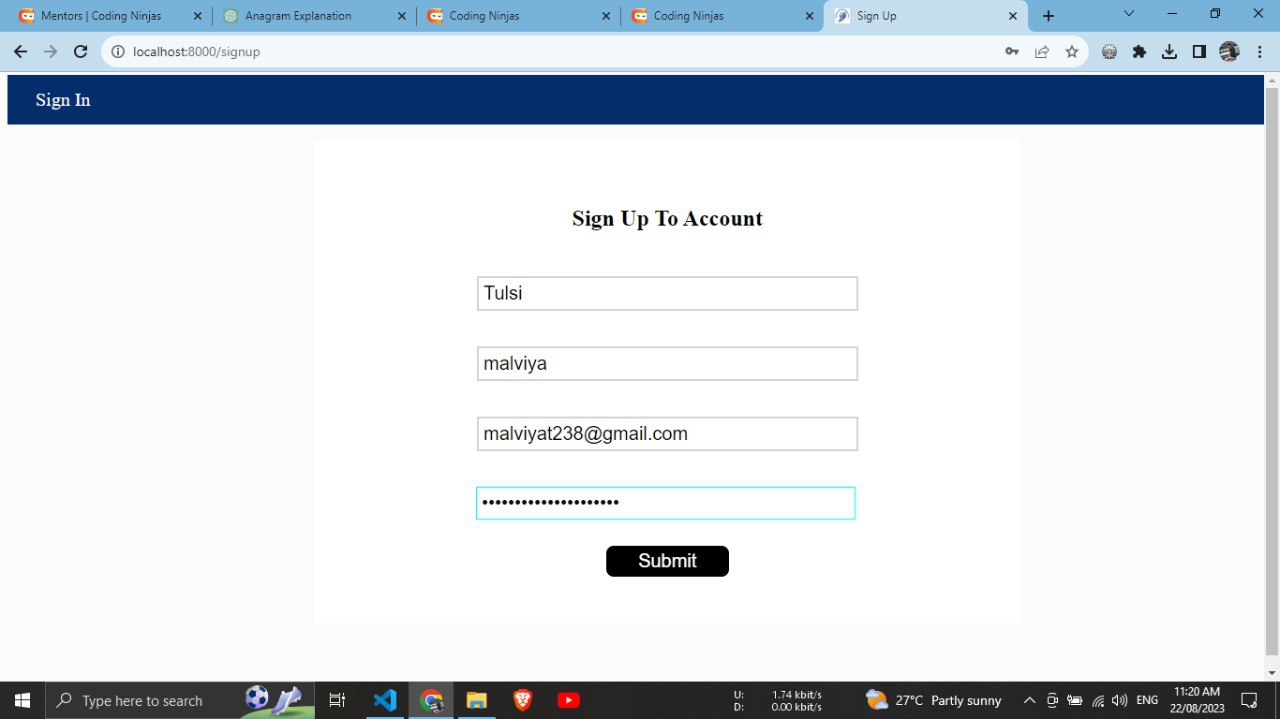 Mentors | Coding Ninjas
Anagram Explanation
Coding Ninjas
Coding Ninjas
Sign Up
localhost:8000/signup
Sign In
Sign Up To Account
Tulsi
malviya
malviyat238@gmail.com
•••••••••••••••••••••
Submit
Type here to search
U: 1.74 kbit/s
D: 0.00 kbit/s
27°C Partly sunny
ENG
11:20 AM
22/08/2023